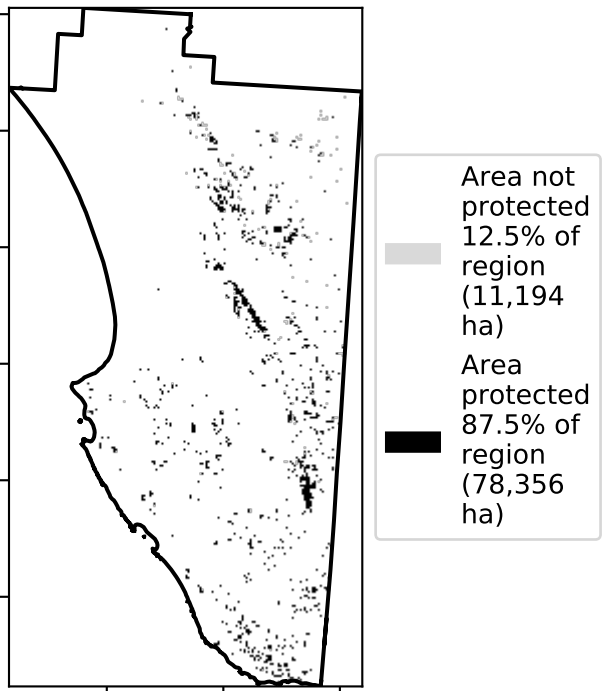 Area not
protected
12.5% of
region
(11,194
ha)
Area
protected
87.5% of
region
(78,356
ha)